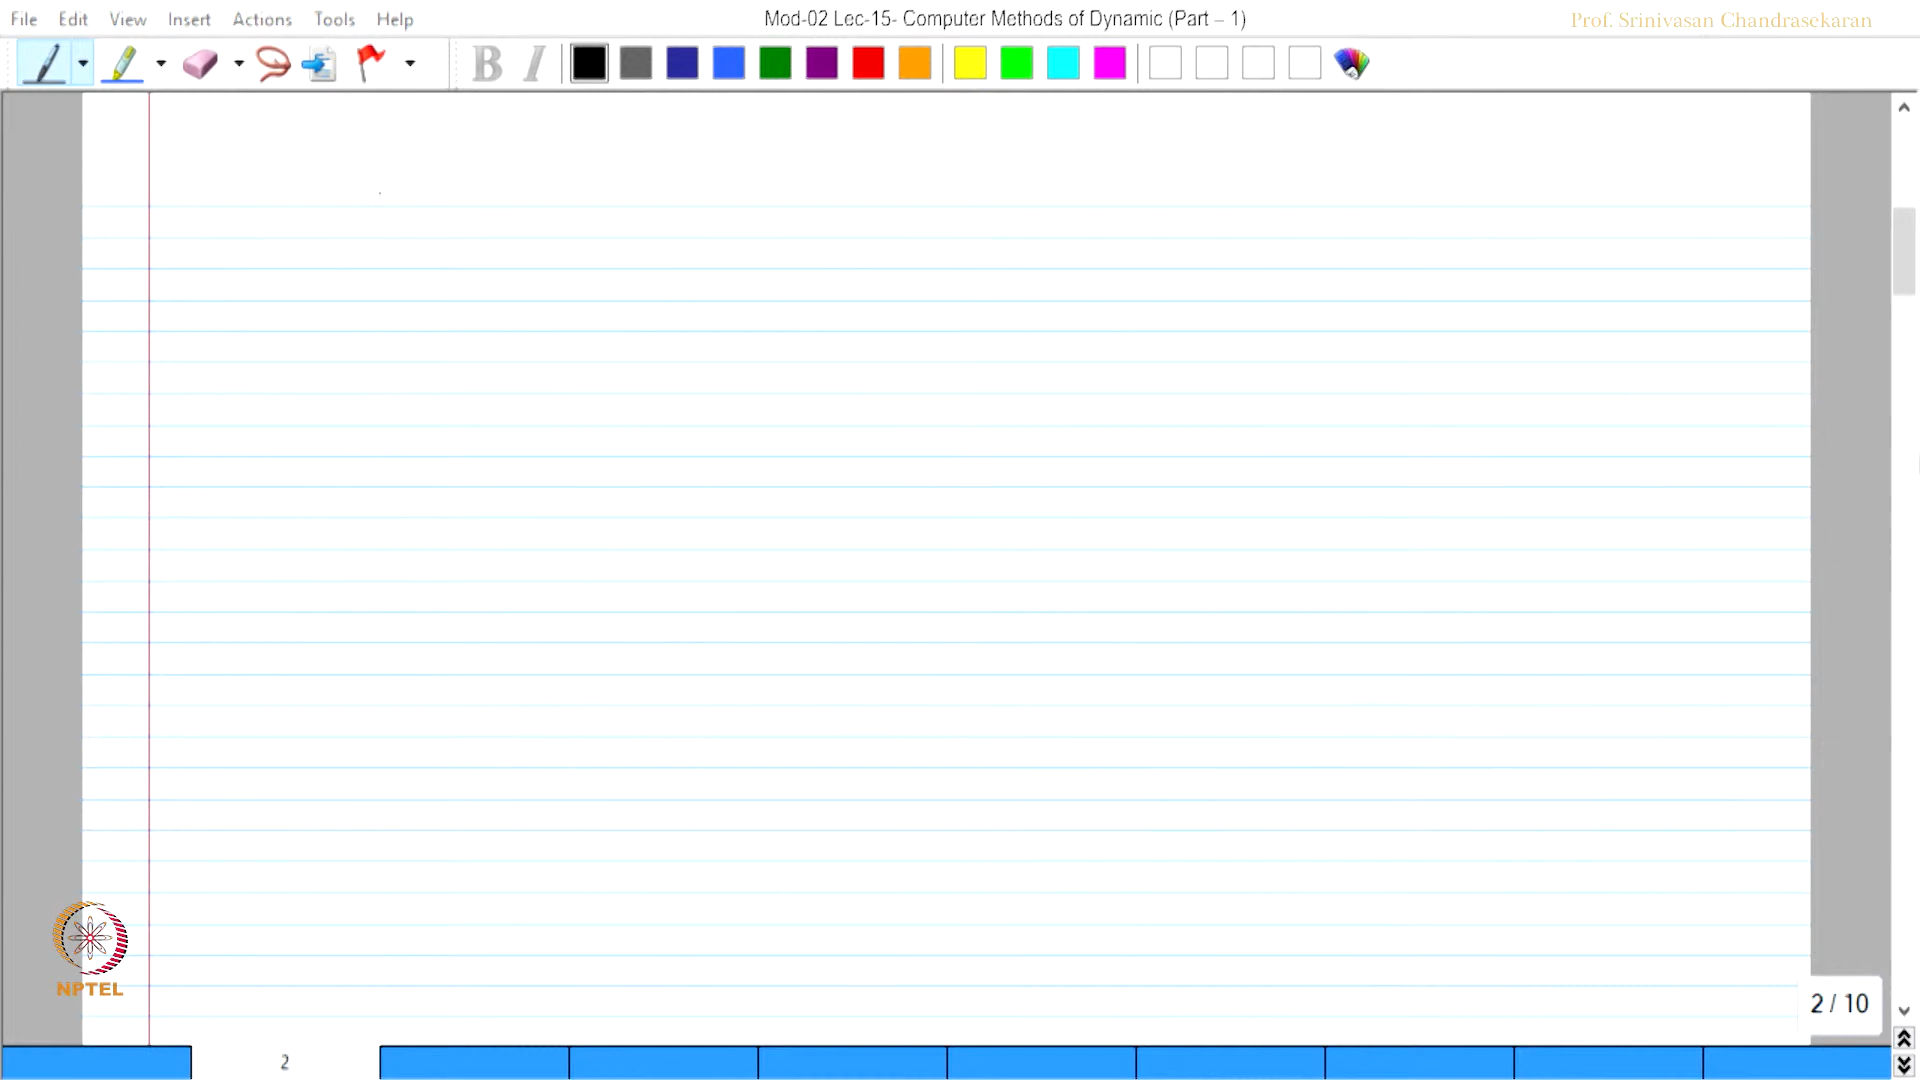 File Edit View Insert Actions Tools Help
Mod-02 Lec-15- Computer Methods of Dynamic (Part – 1)
Prof. Srinivasan Chandrasekaran
B I
NPTEL
2 / 10
2